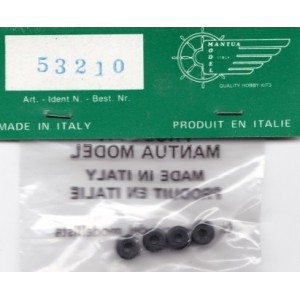 53210
Art. - Ident N. - Best. Nr.
MANTUA
MODEL
ITALY
QUALITY HOBBY KITS
MADE IN ITALY
PRODUIT EN ITALIE
MANTUA MODEL
MADE IN ITALY
PRODUIT EN ITALIE